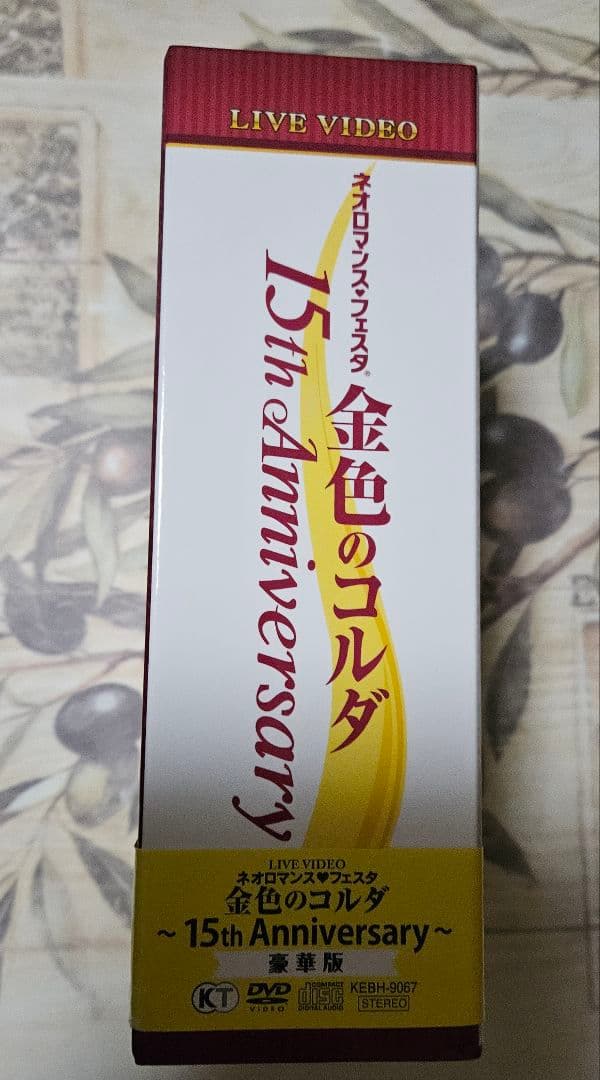 LIVE VIDEO
ネオロマンス♥フェスタ®
金色のコルダ
15th Anniversary
LIVE VIDEO
ネオロマンス♥フェスタ
金色のコルダ
～15th Anniversary～
豪華版
KT DVD VIDEO COMPACT disc DIGITAL AUDIO KEBH-9067 STEREO